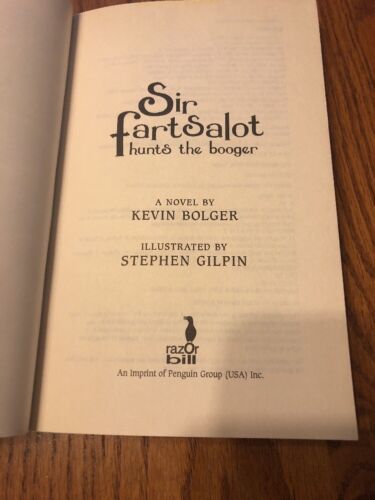 Sir
fartsalot
hunts the booger
A NOVEL BY
KEVIN BOLGER
ILLUSTRATED BY
STEPHEN GILPIN
razOr
bill
An Imprint of Penguin Group (USA) Inc.